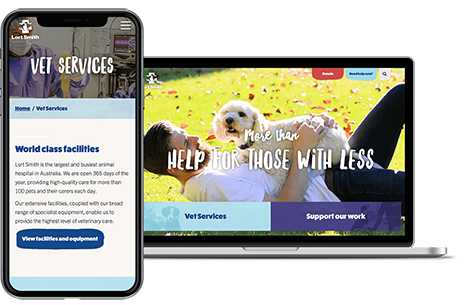 Lort Smith
VET SERVICES
Home / Vet Services
World class facilities
Lort Smith is the largest and busiest animal
hospital in Australia. We are open 365 days of the
year, providing high-quality care for more than
100 pets and their carers each day.
Our extensive facilities, coupled with our broad
range of specialist equipment, enable us to
provide the highest level of veterinary care.
View facilities and equipment
Lort Smith
Donate
Need help now?
More than
HELP FOR THOSE WITH LESS
Vet Services
Support our work